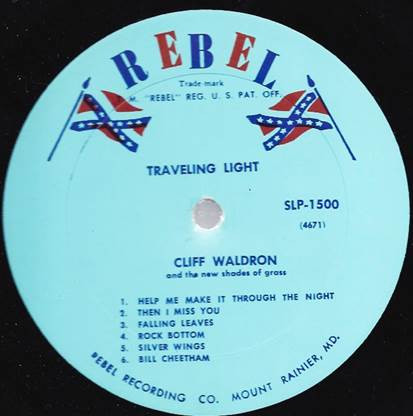 REBEL
Trade mark
M. "REBEL" REG. U. S. PAT. OFF.
TRAVELING LIGHT
SLP-1500
(4671)
CLIFF WALDRON
and the new shades of grass
1. HELP ME MAKE IT THROUGH THE NIGHT
2. THEN I MISS YOU
3. FALLING LEAVES
4. ROCK BOTTOM
5. SILVER WINGS
6. BILL CHEETHAM
REBEL RECORDING CO. MOUNT RAINIER, MD.